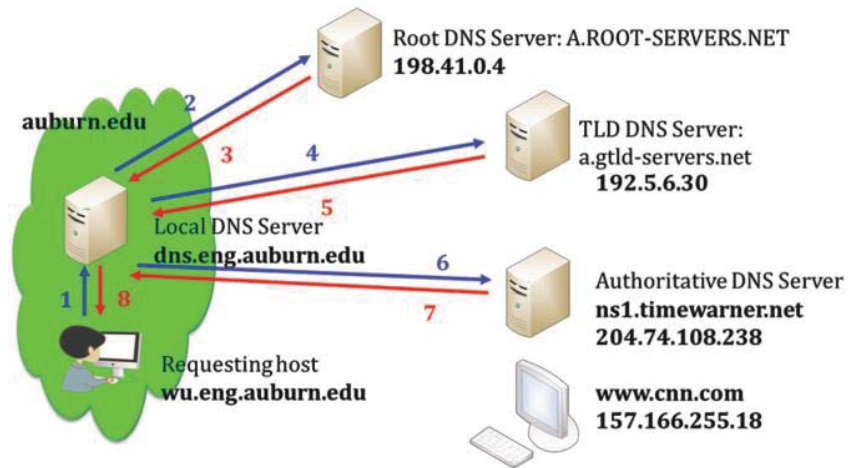 Root DNS Server: A.ROOT-SERVERS.NET
198.41.0.4
2
auburn.edu
3
4
TLD DNS Server:
a.gtld-servers.net
192.5.6.30
5
Local DNS Server
dns.eng.auburn.edu
6
1
8
7
Authoritative DNS Server
ns1.timewarner.net
204.74.108.238
Requesting host
wu.eng.auburn.edu
www.cnn.com
157.166.255.18